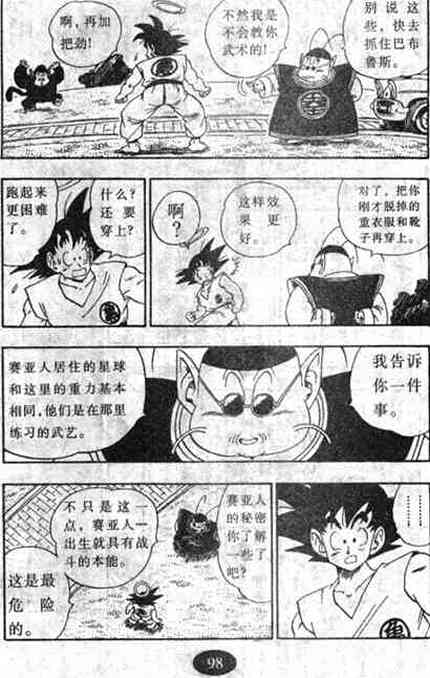 别说这
些，快去
抓住巴布
鲁斯。
不然我是
不会教你
武术的！
啊，再加
把劲！
对了，把你
刚才脱掉的
重衣服和靴
子再穿上。
这样效
果更
好。
啊
？
什么？
还要
穿上？
跑起来
更困难
了。
我告诉
你一件
事。
赛亚人居住的星球
和这里的重力基本
相同，他们是在那里
练习的武艺。
…………
赛亚人
的秘密
你了解了
一些了
吧？
不只是这一
点，赛亚人一
出生就具有战
斗的本能。
这是最
危险
的。
98